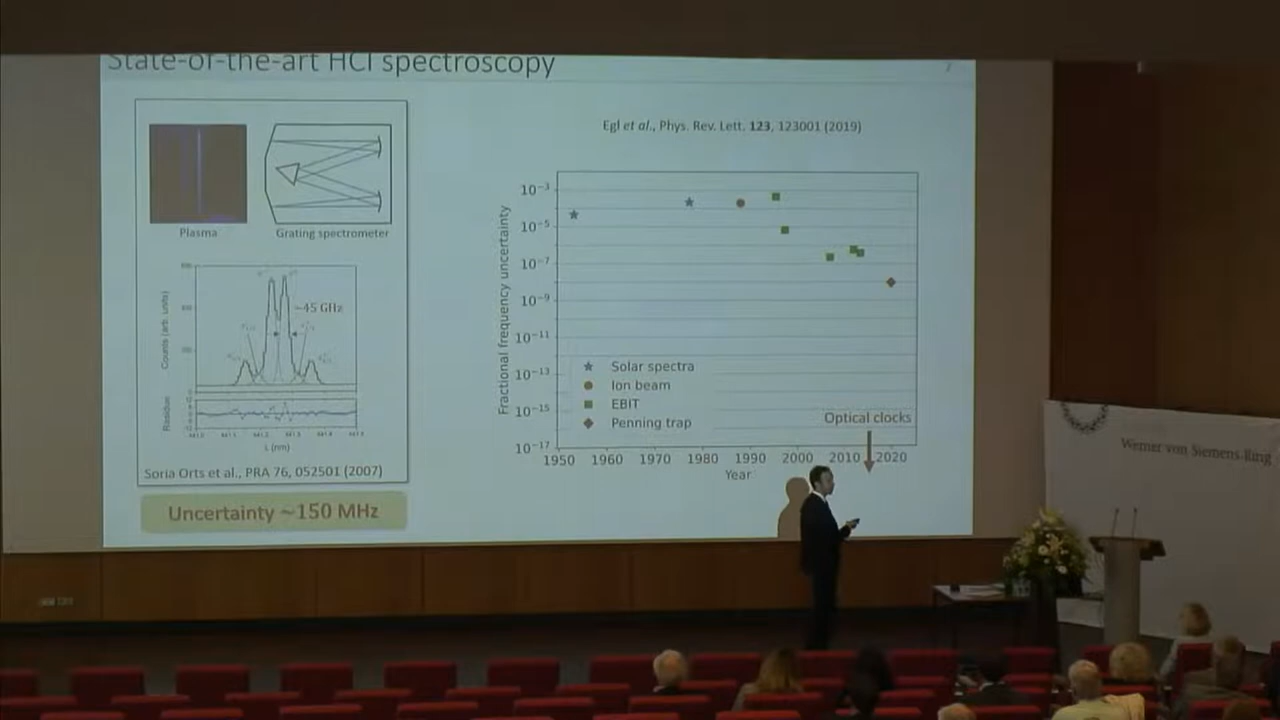 State-of-the-art HCI spectroscopy
7
Plasma
Grating spectrometer
Counts (arb. units)
~45 GHz
Residue
λ (nm)
Soria Orts et al., PRA 76, 052501 (2007)
Uncertainty ~150 MHz
Egl et al., Phys. Rev. Lett. 123, 123001 (2019)
Fractional frequency uncertainty
10⁻³
10⁻⁵
10⁻⁷
10⁻⁹
10⁻¹¹
10⁻¹³
10⁻¹⁵
10⁻¹⁷
Solar spectra
Ion beam
EBIT
Penning trap
Optical clocks
1950 1960 1970 1980 1990 2000 2010 2020
Year
Werner von Siemens-Ring